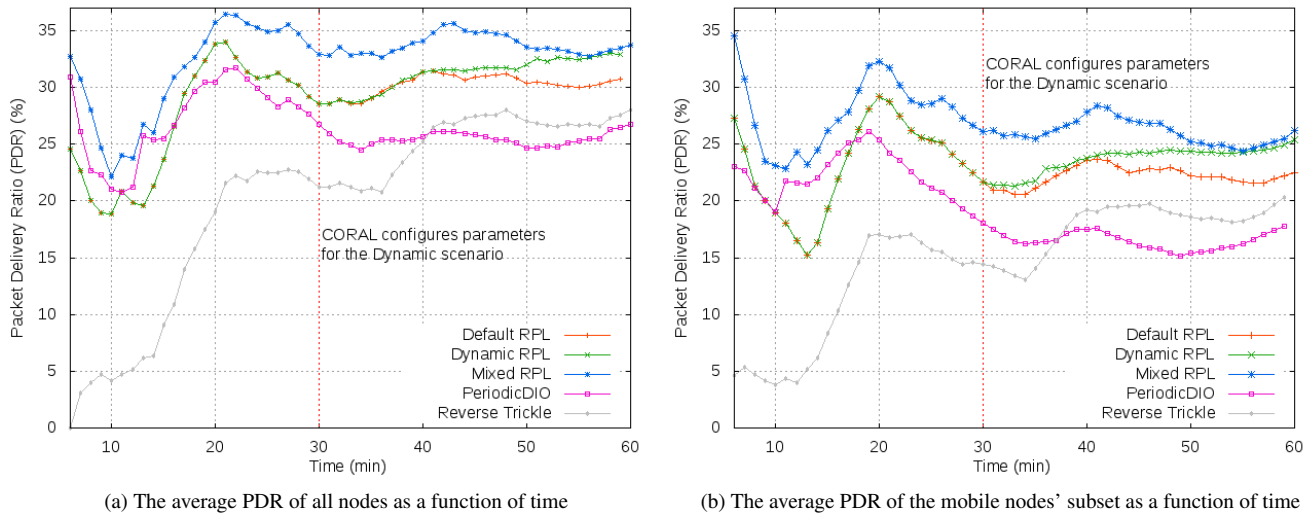 Packet Delivery Ratio (PDR) (%)
35
30
25
20
15
10
5
0
CORAL configures parameters
for the Dynamic scenario
Default RPL
Dynamic RPL
Mixed RPL
PeriodicDIO
Reverse Trickle
10 20 30 40 50 60
Time (min)
(a) The average PDR of all nodes as a function of time
Packet Delivery Ratio (PDR) (%)
35
30
25
20
15
10
5
0
CORAL configures parameters
for the Dynamic scenario
Default RPL
Dynamic RPL
Mixed RPL
PeriodicDIO
Reverse Trickle
10 20 30 40 50 60
Time (min)
(b) The average PDR of the mobile nodes’ subset as a function of time